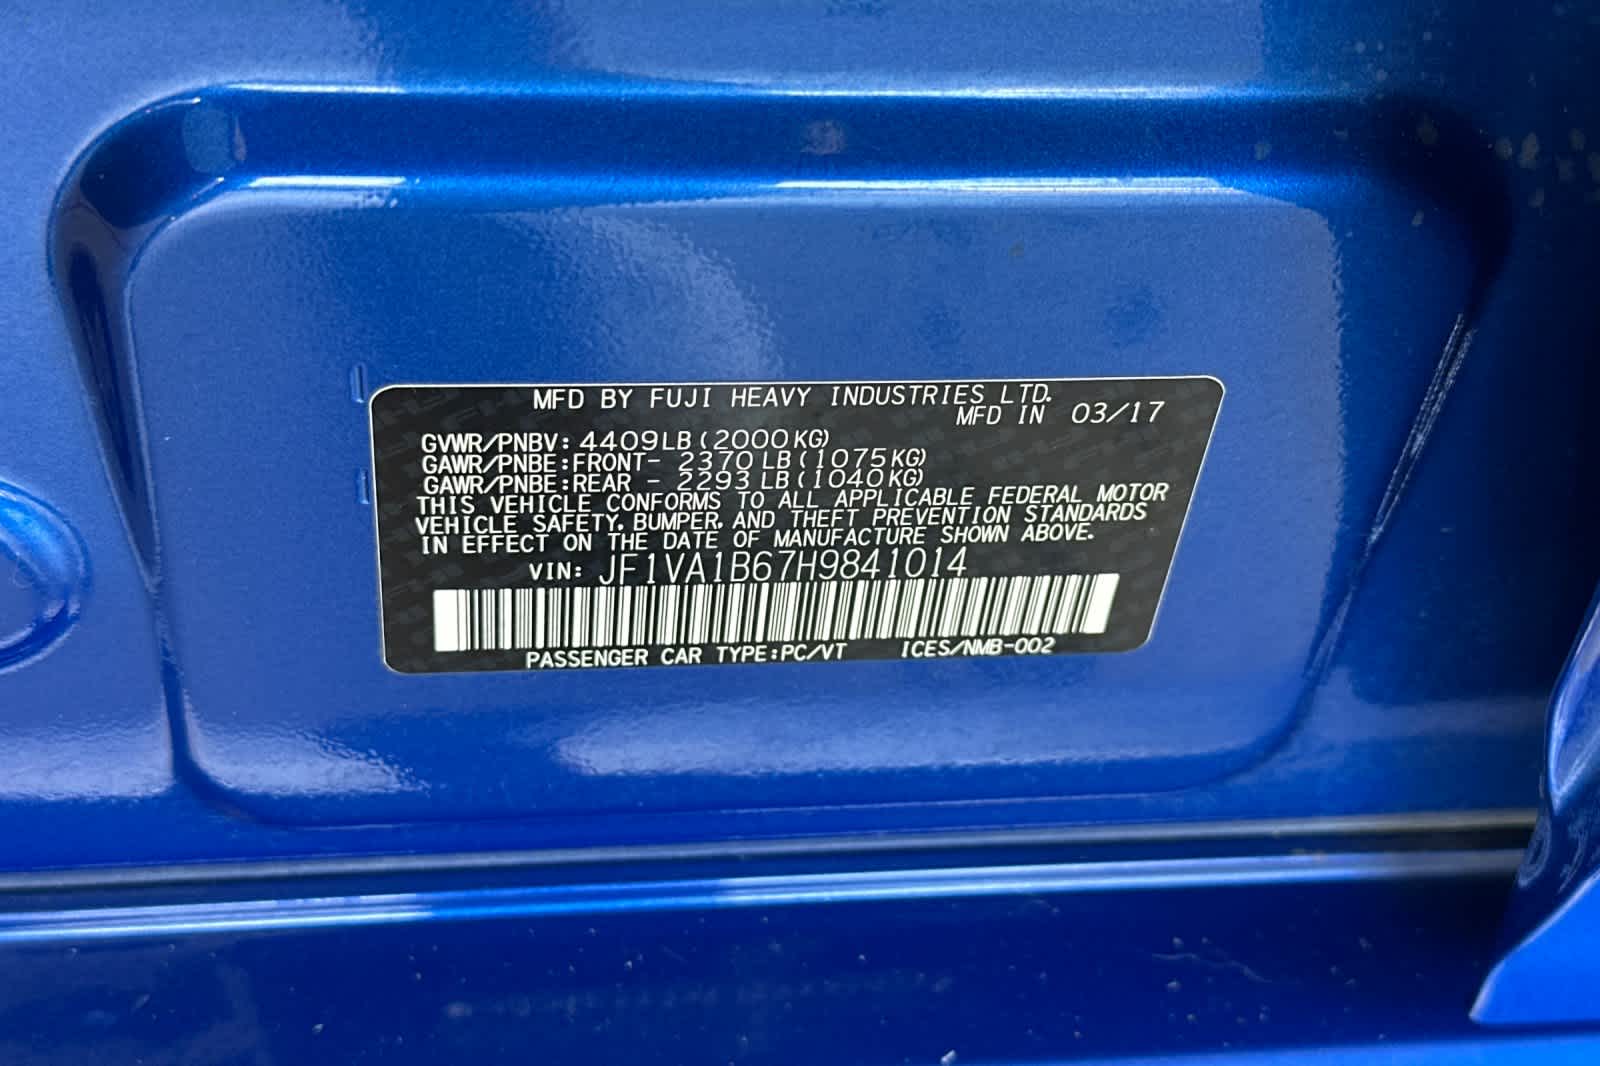 MFD BY FUJI HEAVY INDUSTRIES LTD.
MFD IN 03/17
GVWR/PNBV: 4409LB(2000KG)
GAWR/PNBE:FRONT- 2370LB(1075KG)
GAWR/PNBE:REAR - 2293LB(1040KG)
THIS VEHICLE CONFORMS TO ALL APPLICABLE FEDERAL MOTOR
VEHICLE SAFETY, BUMPER, AND THEFT PREVENTION STANDARDS
IN EFFECT ON THE DATE OF MANUFACTURE SHOWN ABOVE.
VIN: JF1VA1B67H9841014
PASSENGER CAR TYPE:PC/VT ICES/NMB-002